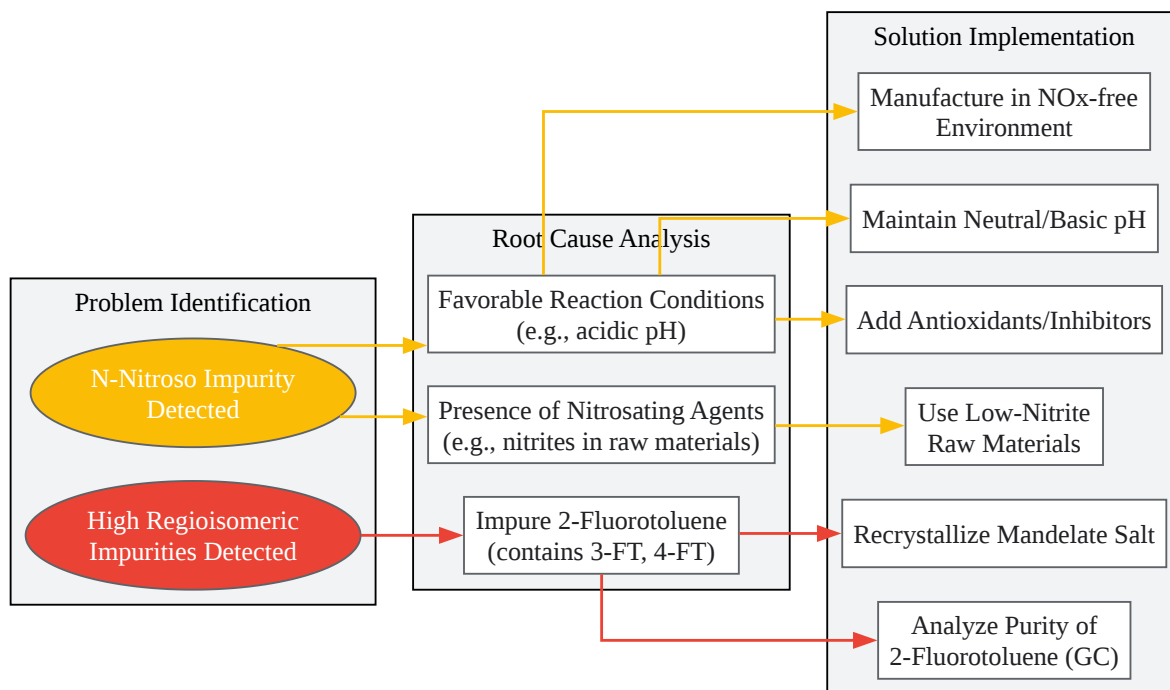 Problem Identification
N-Nitroso Impurity
Detected
High Regioisomeric
Impurities Detected
Root Cause Analysis
Favorable Reaction Conditions
(e.g., acidic pH)
Presence of Nitrosating Agents
(e.g., nitrites in raw materials)
Impure 2-Fluorotoluene
(contains 3-FT, 4-FT)
Solution Implementation
Manufacture in NOx-free
Environment
Maintain Neutral/Basic pH
Add Antioxidants/Inhibitors
Use Low-Nitrite
Raw Materials
Recrystallize Mandelate Salt
Analyze Purity of
2-Fluorotoluene (GC)